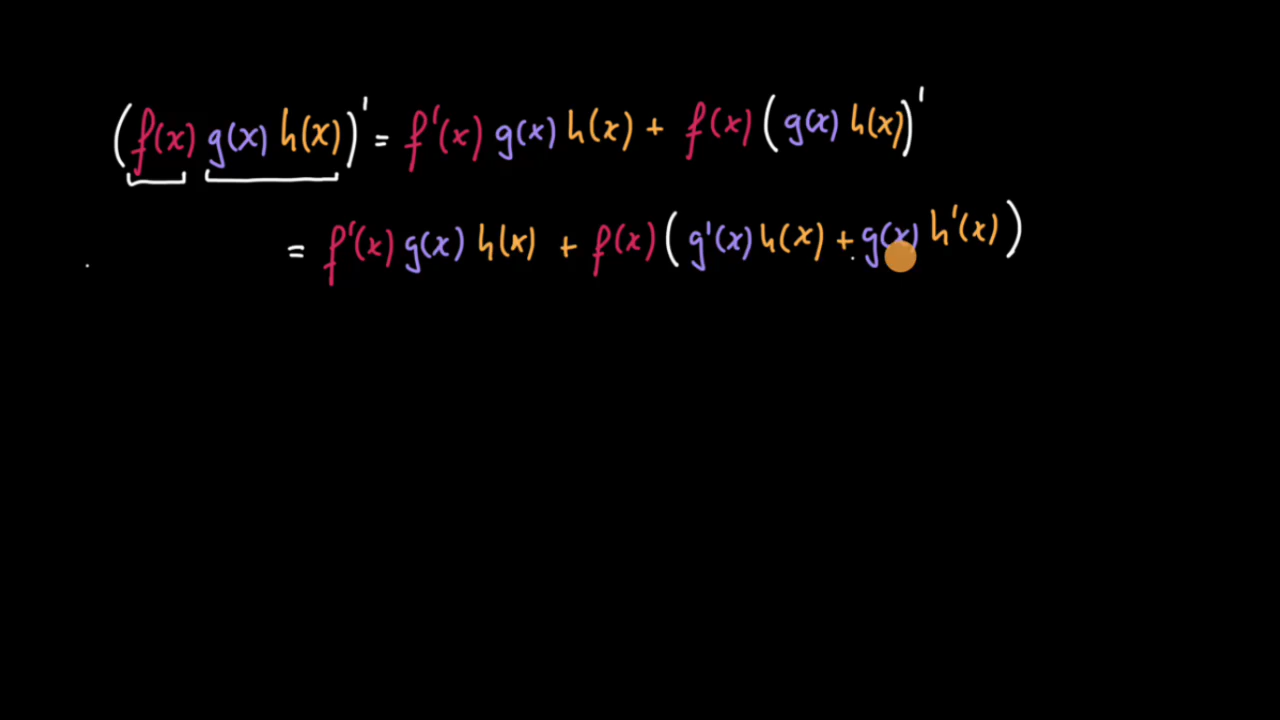 (f(x) g(x) h(x))' = f'(x) g(x) h(x) + f(x) (g(x) h(x))'
= f'(x) g(x) h(x) + f(x) (g'(x) h(x) + g(x) h'(x))